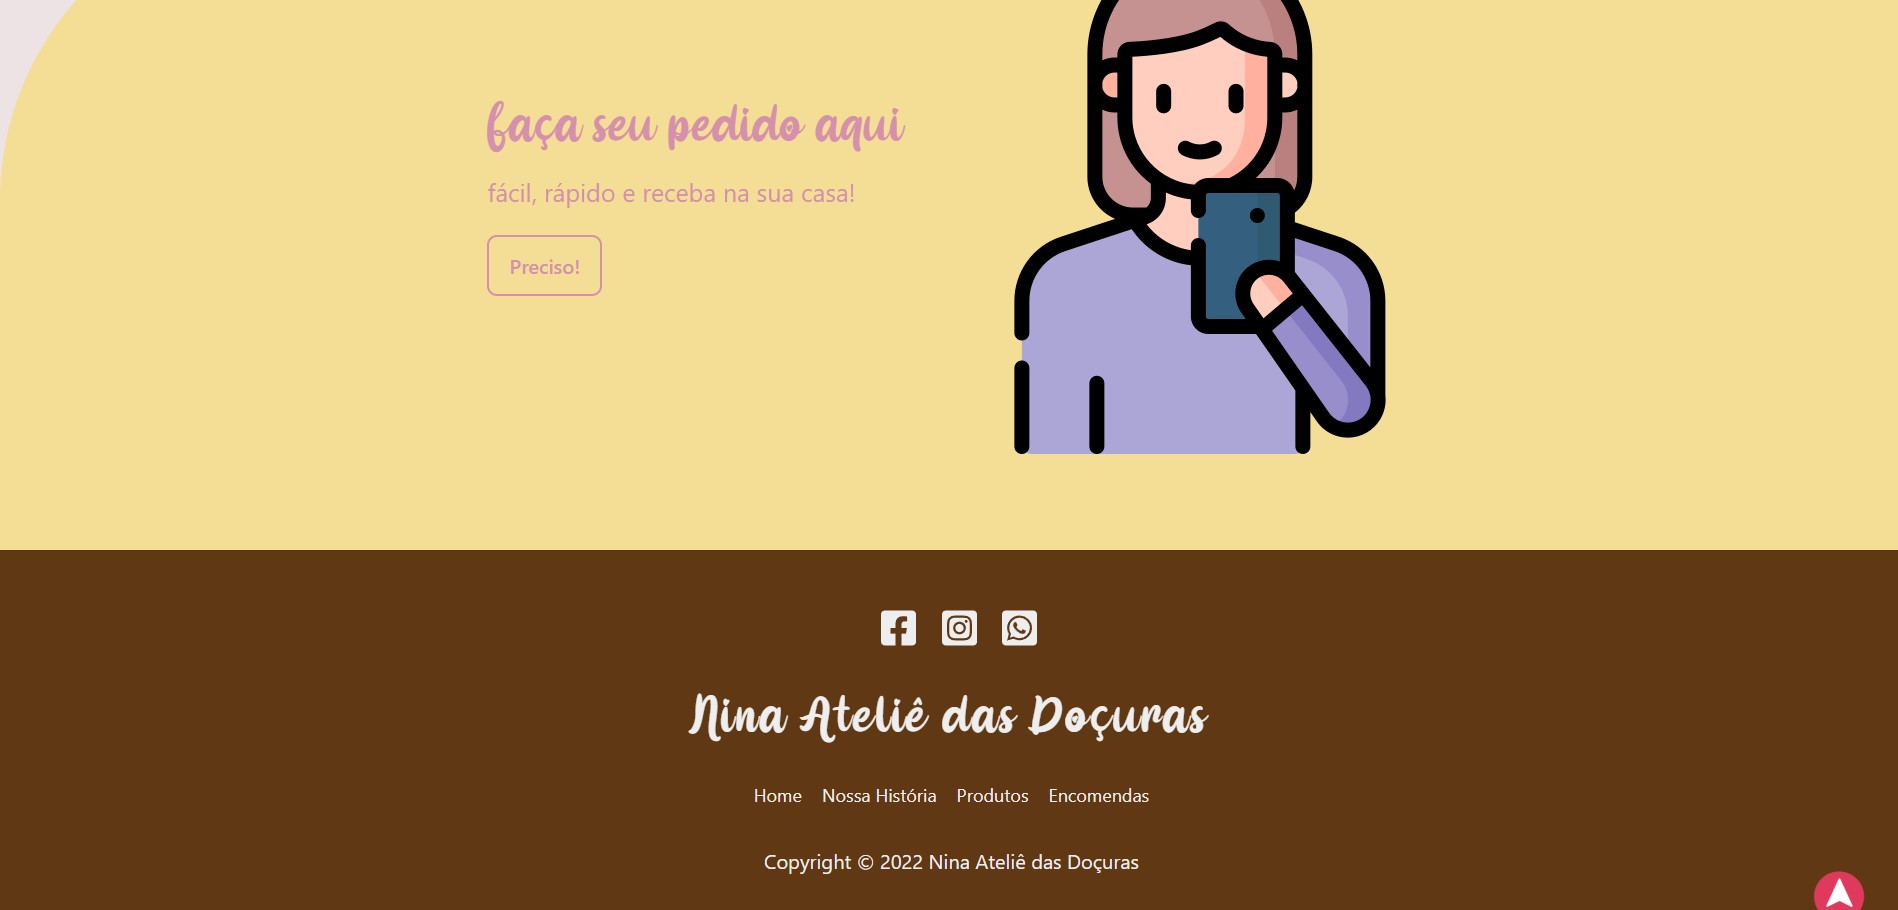 faça seu pedido aqui
fácil, rápido e receba na sua casa!
Preciso!
Nina Ateliê das Doçuras
Home Nossa História Produtos Encomendas
Copyright © 2022 Nina Ateliê das Doçuras